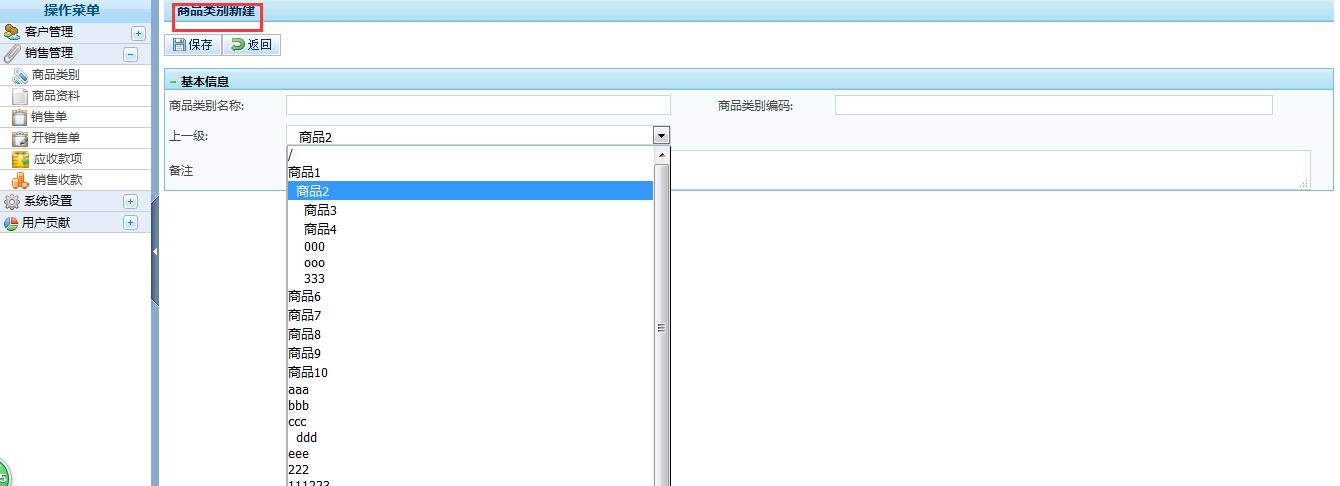 操作菜单
客户管理
销售管理
商品类别
商品资料
销售单
开销售单
应收款项
销售收款
系统设置
用户贡献
商品类别新建
保存 返回
基本信息
商品类别名称: 商品类别编码:
上一级: 商品2
备注
/
商品1
商品2
商品3
商品4
000
ooo
333
商品6
商品7
商品8
商品9
商品10
aaa
bbb
ccc
ddd
eee
222
111223